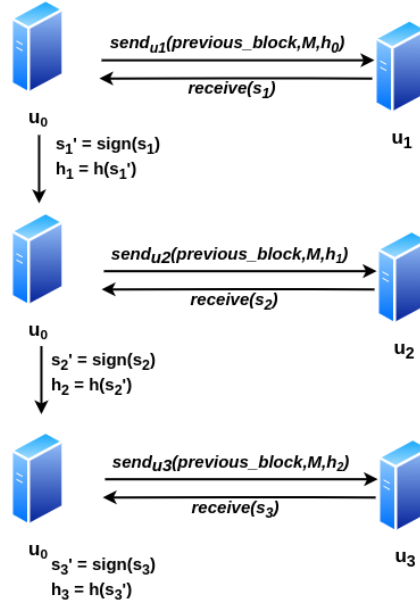 send_u1(previous_block,M,h_0)
receive(s_1)
u_0
u_1
s_1' = sign(s_1)
h_1 = h(s_1')
send_u2(previous_block,M,h_1)
receive(s_2)
u_0
u_2
s_2' = sign(s_2)
h_2 = h(s_2')
send_u3(previous_block,M,h_2)
receive(s_3)
u_0
u_3
s_3' = sign(s_3)
h_3 = h(s_3')